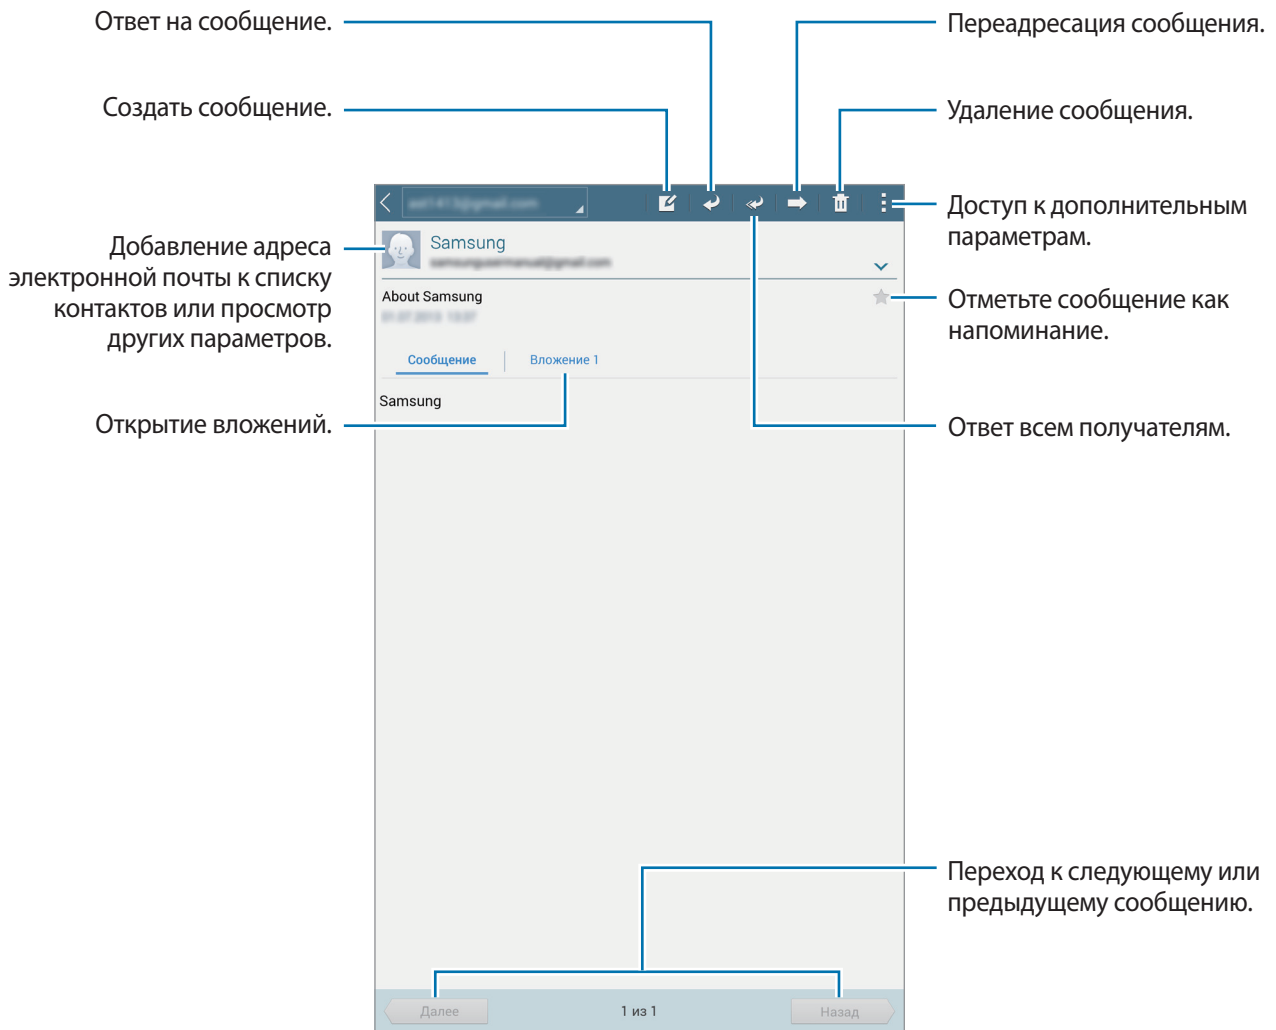 Ответ на сообщение.
Переадресация сообщения.
Создать сообщение.
Удаление сообщения.
Доступ к дополнительным
параметрам.
Добавление адреса
электронной почты к списку
контактов или просмотр
других параметров.
Samsung
About Samsung
Отметьте сообщение как
напоминание.
Сообщение
Вложение 1
Samsung
Открытие вложений.
Ответ всем получателям.
Переход к следующему или
предыдущему сообщению.
Далее
1 из 1
Назад